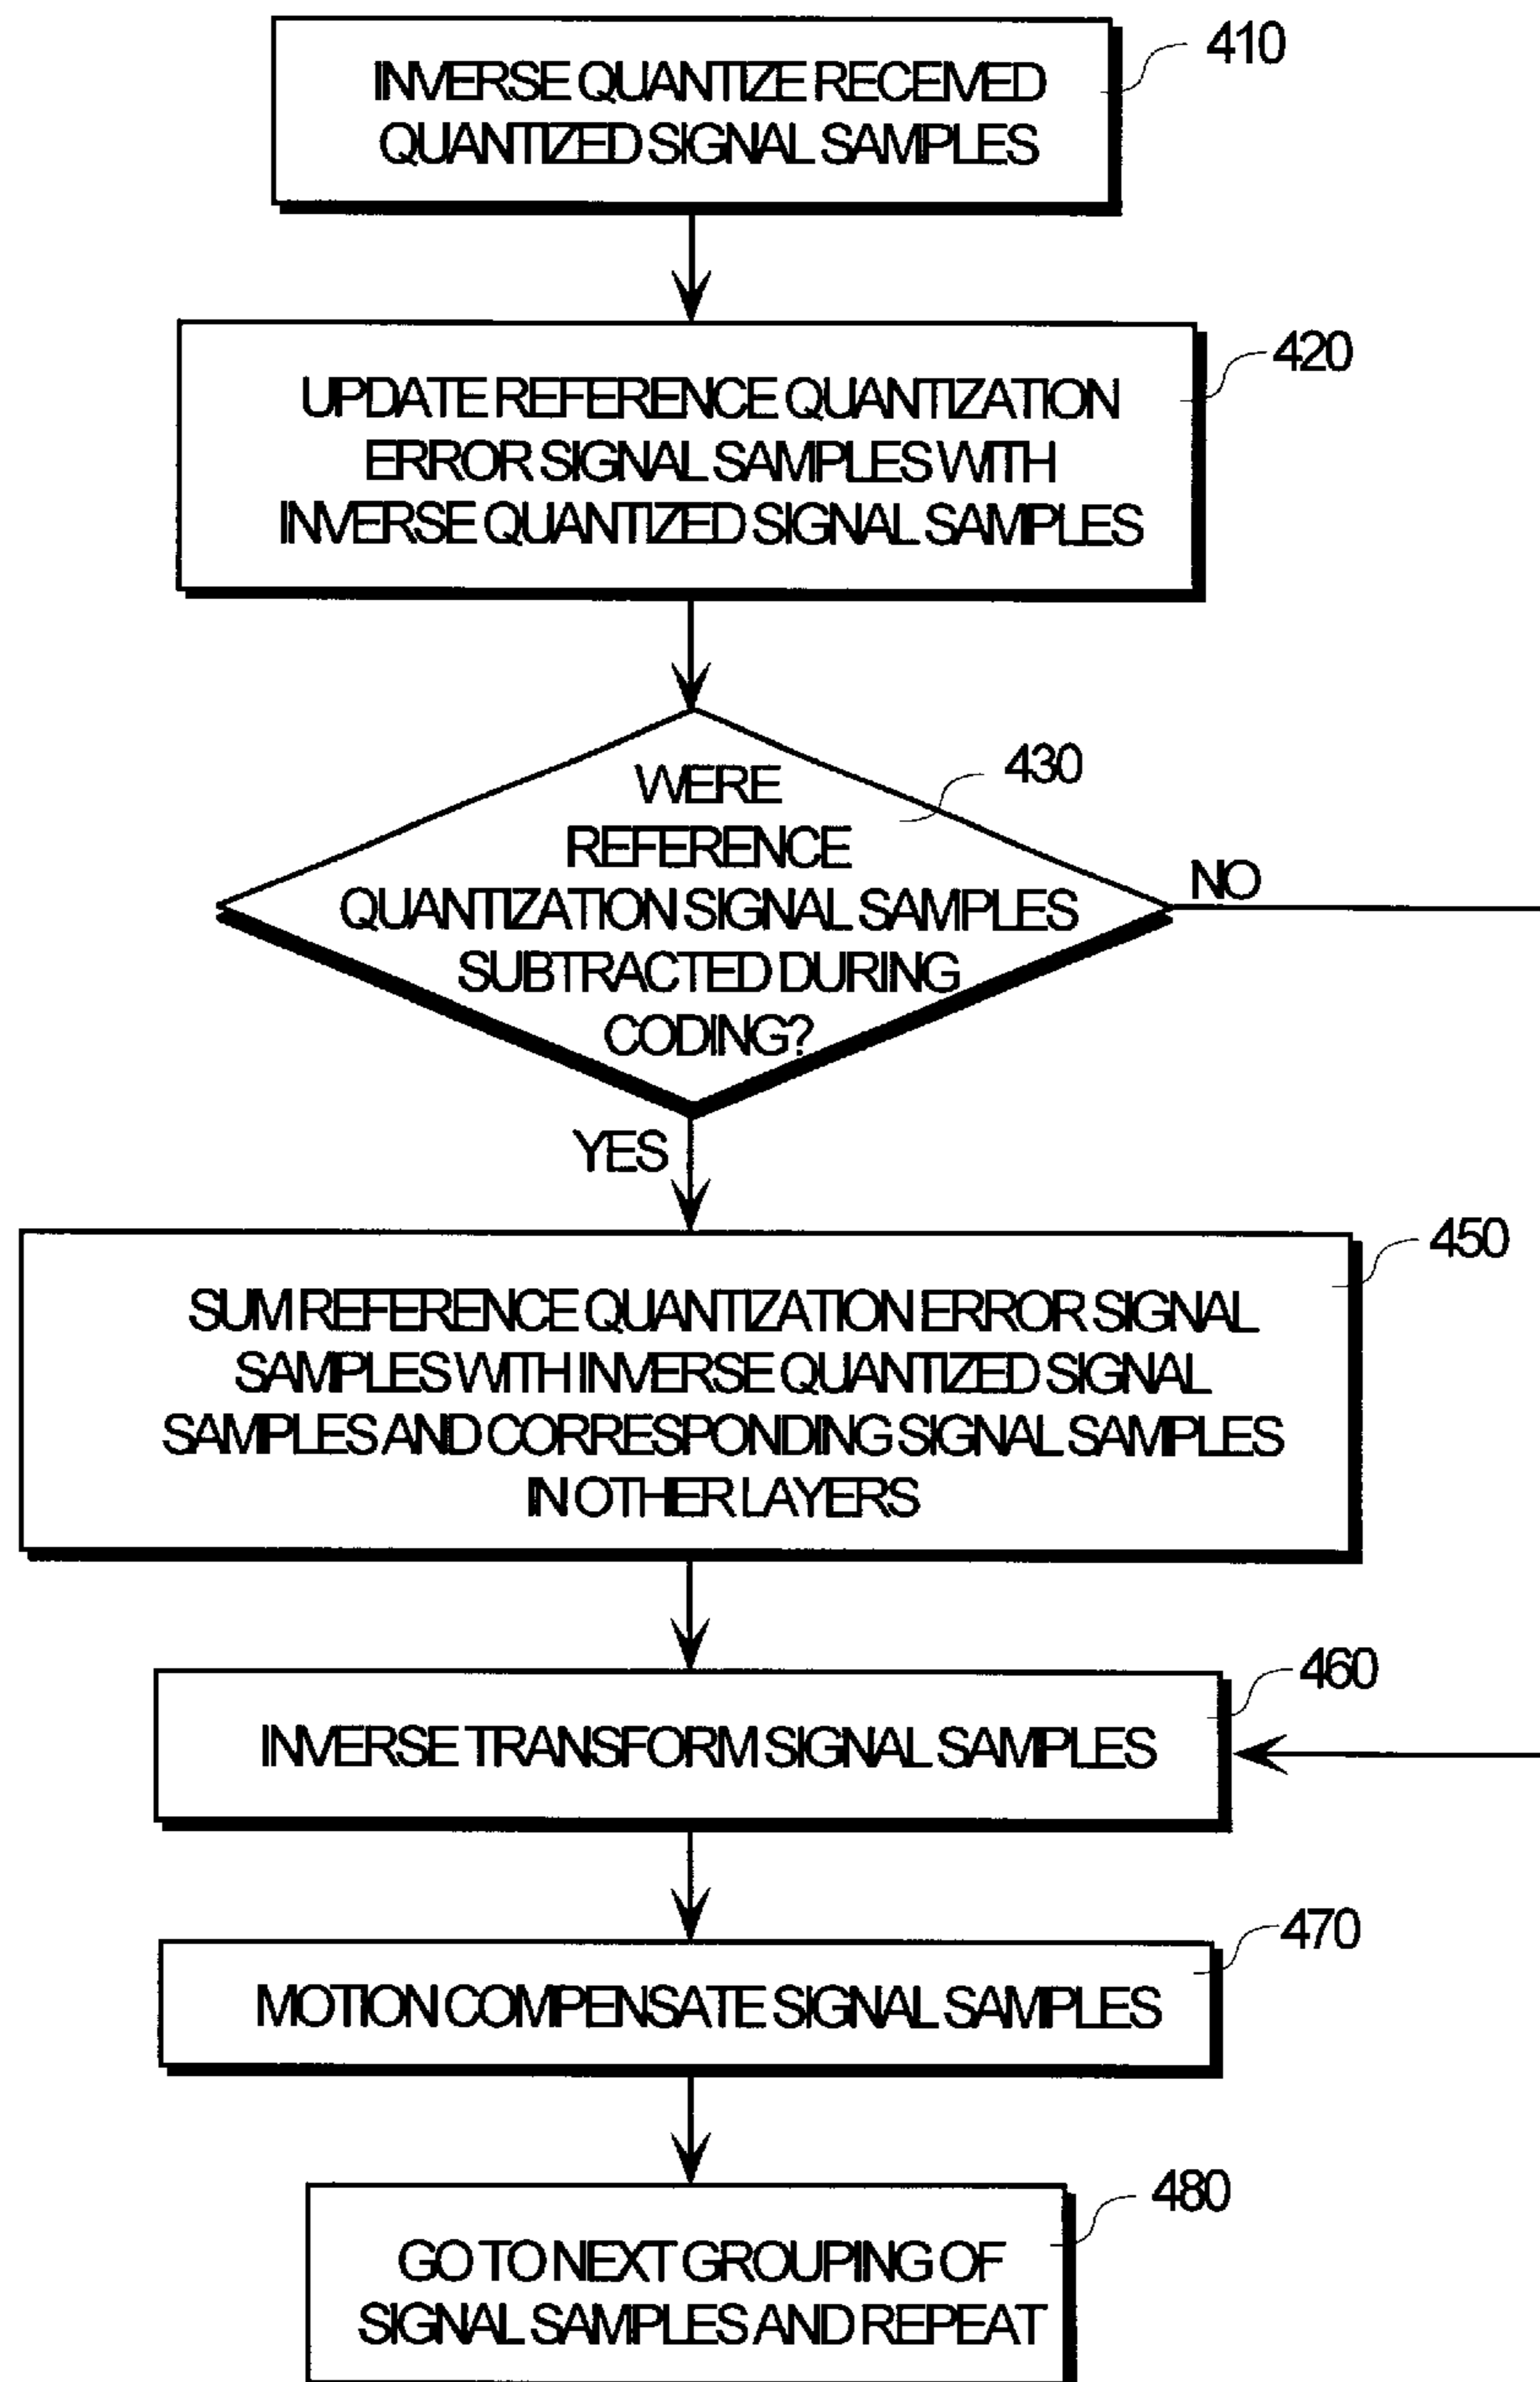 410
INVERSE QUANTIZE RECEIVED
QUANTIZED SIGNAL SAMPLES
420
UPDATE REFERENCE QUANTIZATION
ERROR SIGNAL SAMPLES WITH
INVERSE QUANTIZED SIGNAL SAMPLES
430
WERE
REFERENCE
QUANTIZATION SIGNAL SAMPLES
SUBTRACTED DURING
CODING?
NO
YES
450
SUM REFERENCE QUANTIZATION ERROR SIGNAL
SAMPLES WITH INVERSE QUANTIZED SIGNAL
SAMPLES AND CORRESPONDING SIGNAL SAMPLES
IN OTHER LAYERS
460
INVERSE TRANSFORM SIGNAL SAMPLES
470
MOTION COMPENSATE SIGNAL SAMPLES
480
GO TO NEXT GROUPING OF
SIGNAL SAMPLES AND REPEAT